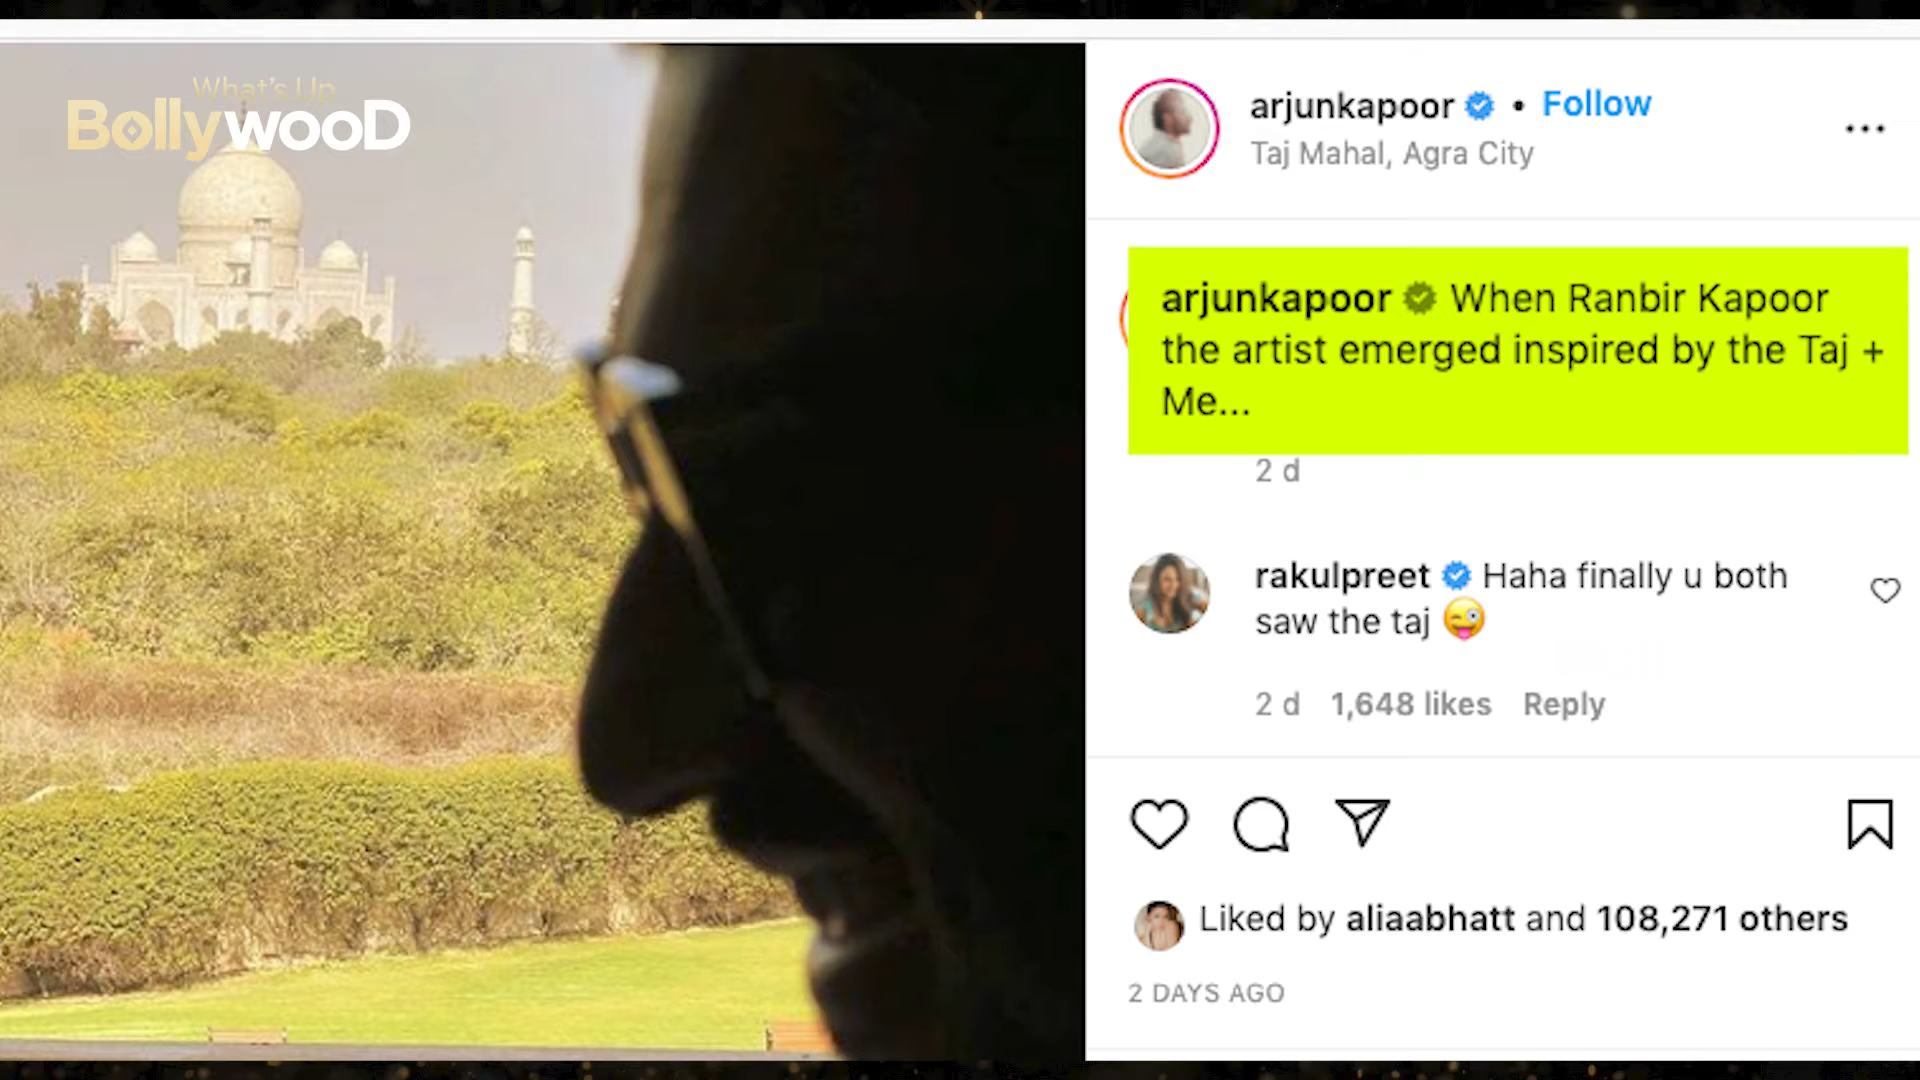 What's Up
BollywooD
arjunkapoor • Follow
Taj Mahal, Agra City
arjunkapoor When Ranbir Kapoor
the artist emerged inspired by the Taj +
Me...
2 d
rakulpreet Haha finally u both
saw the taj 😜
2 d 1,648 likes Reply
Liked by aliaabhatt and 108,271 others
2 DAYS AGO